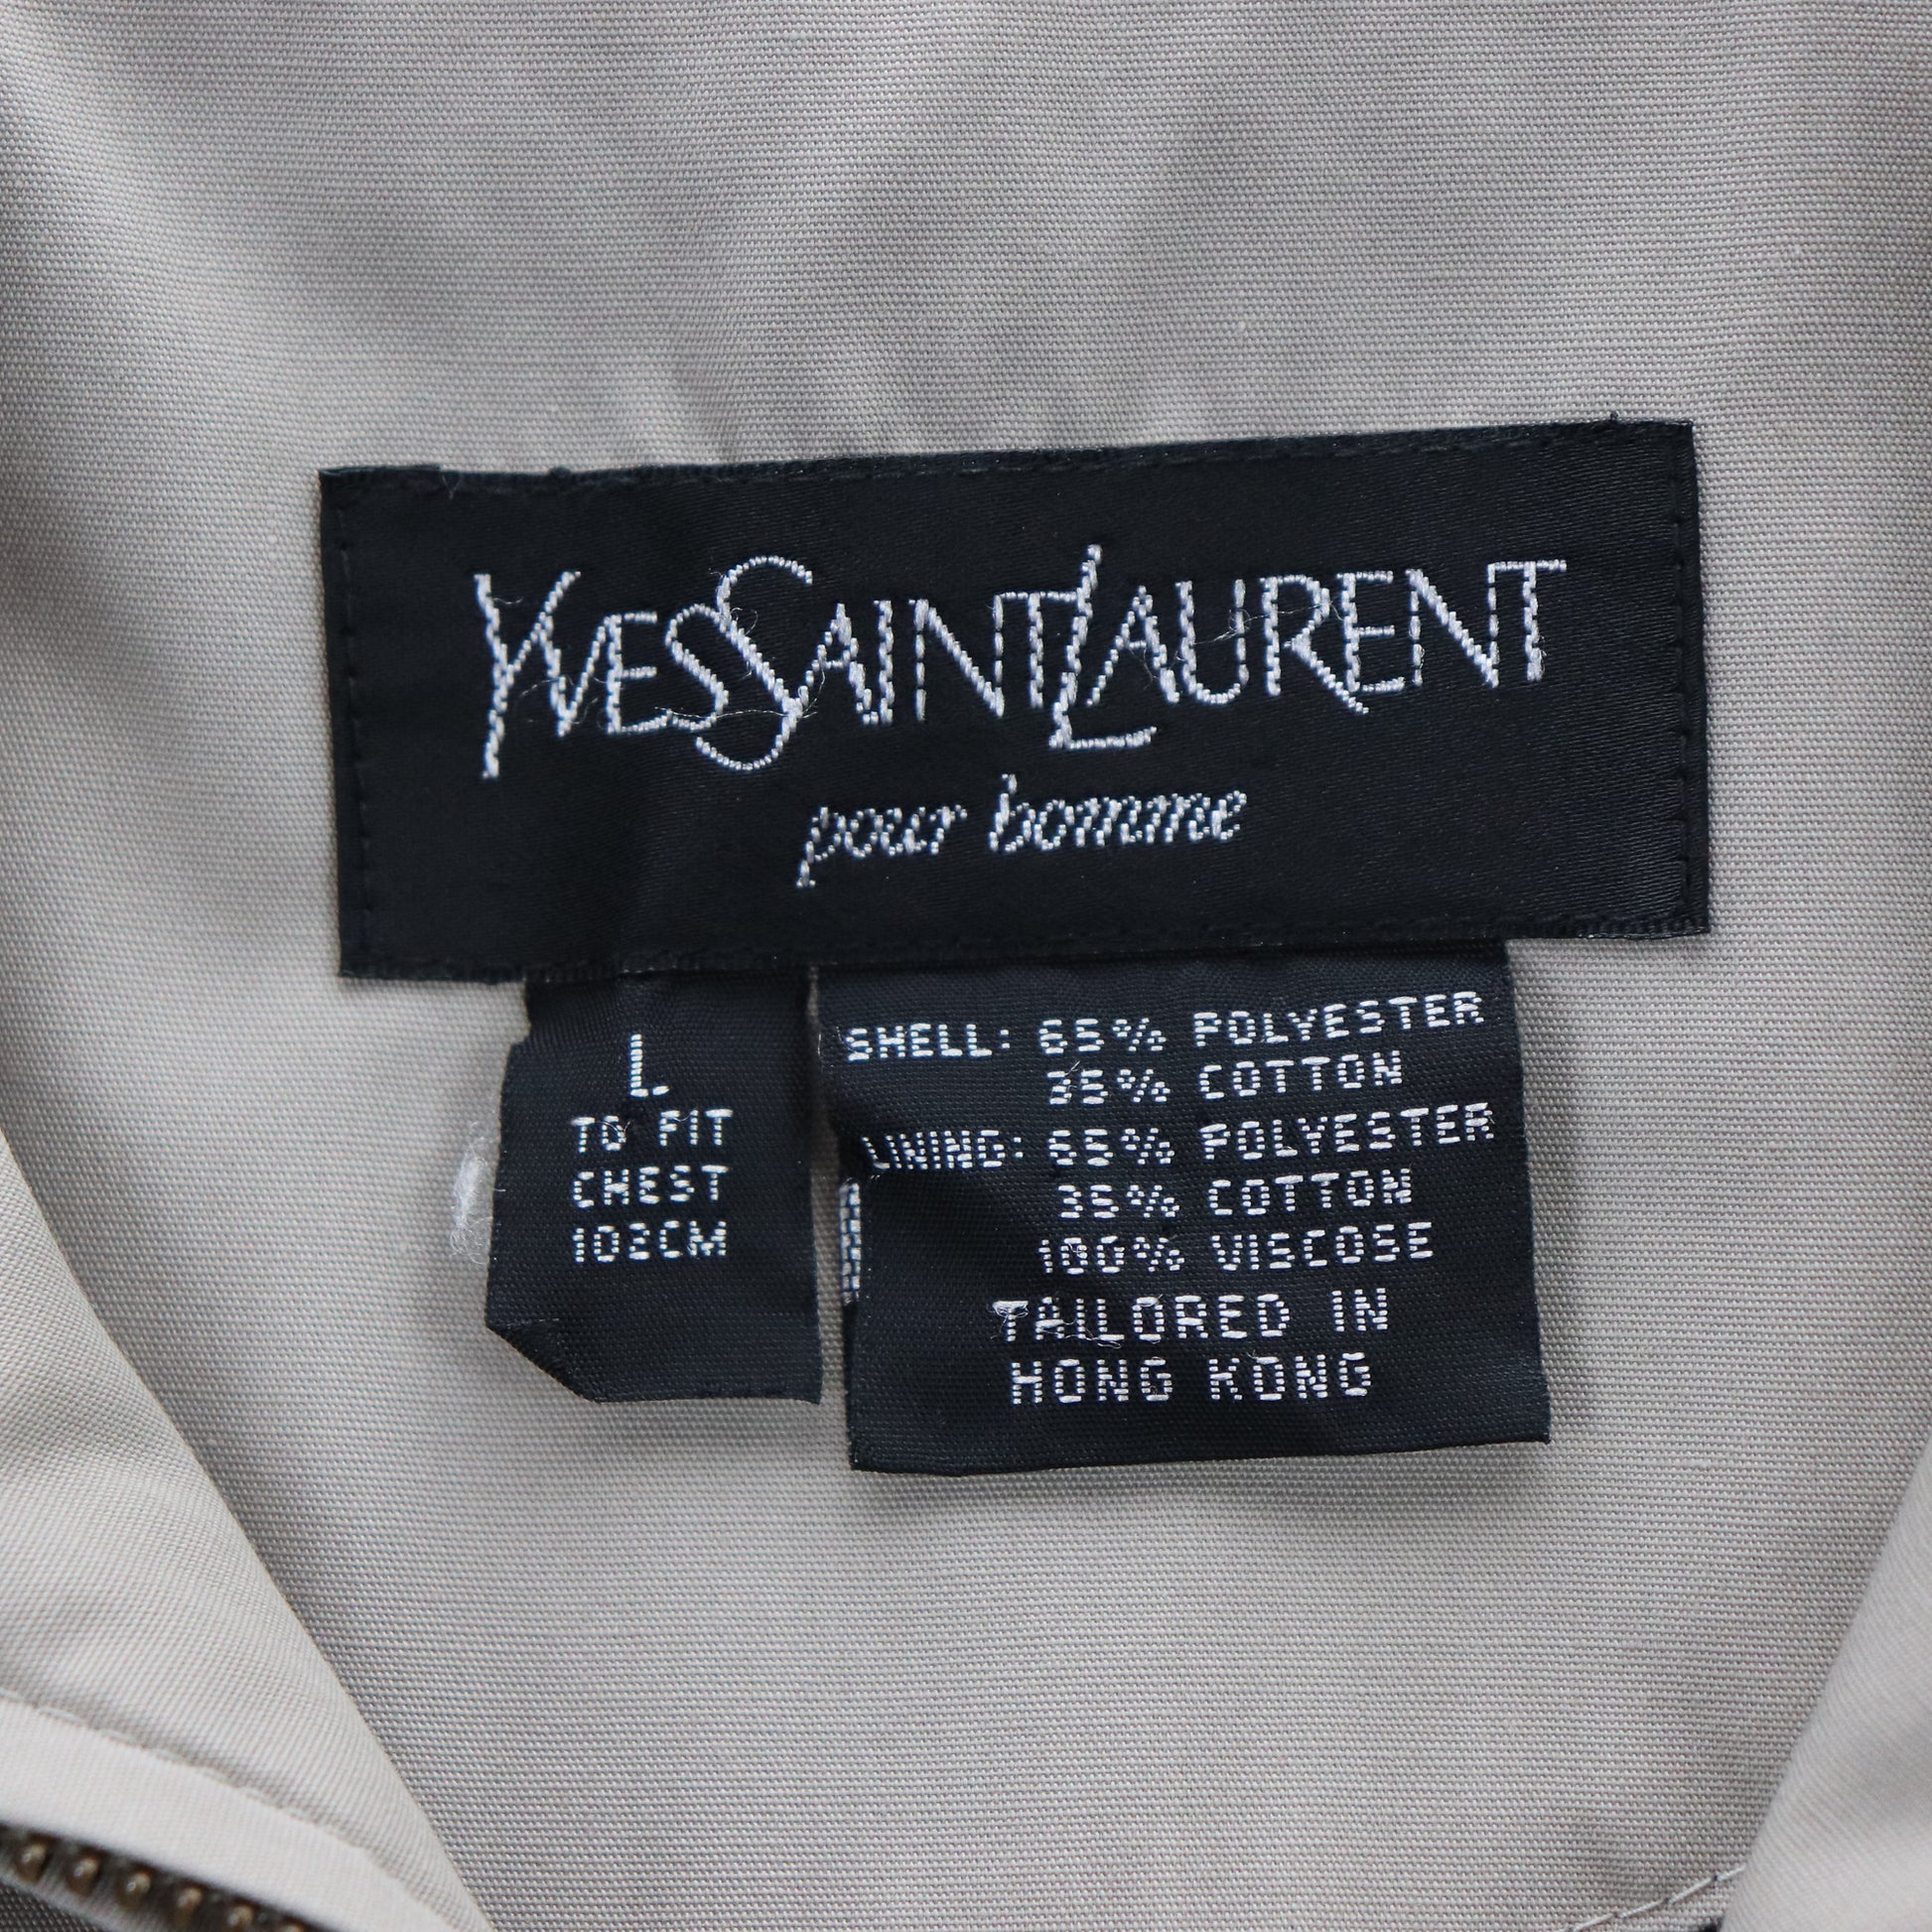 YVESSAINTLAURENT
pour homme
L
TO FIT
CHEST
102CM
SHELL: 65% POLYESTER
35% COTTON
LINING: 65% POLYESTER
35% COTTON
100% VISCOSE
TAILORED IN
HONG KONG